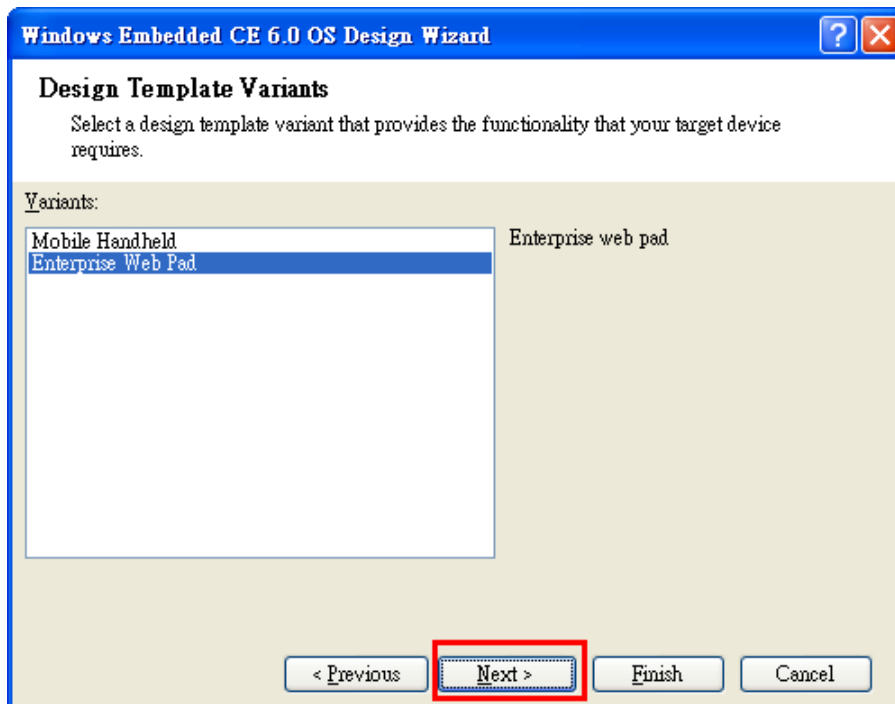 Windows Embedded CE 6.0 OS Design Wizard
?
Design Template Variants
Select a design template variant that provides the functionality that your target device
requires.
Variants:
Mobile Handheld
Enterprise Web Pad
Enterprise web pad
< Previous
Next >
Finish
Cancel